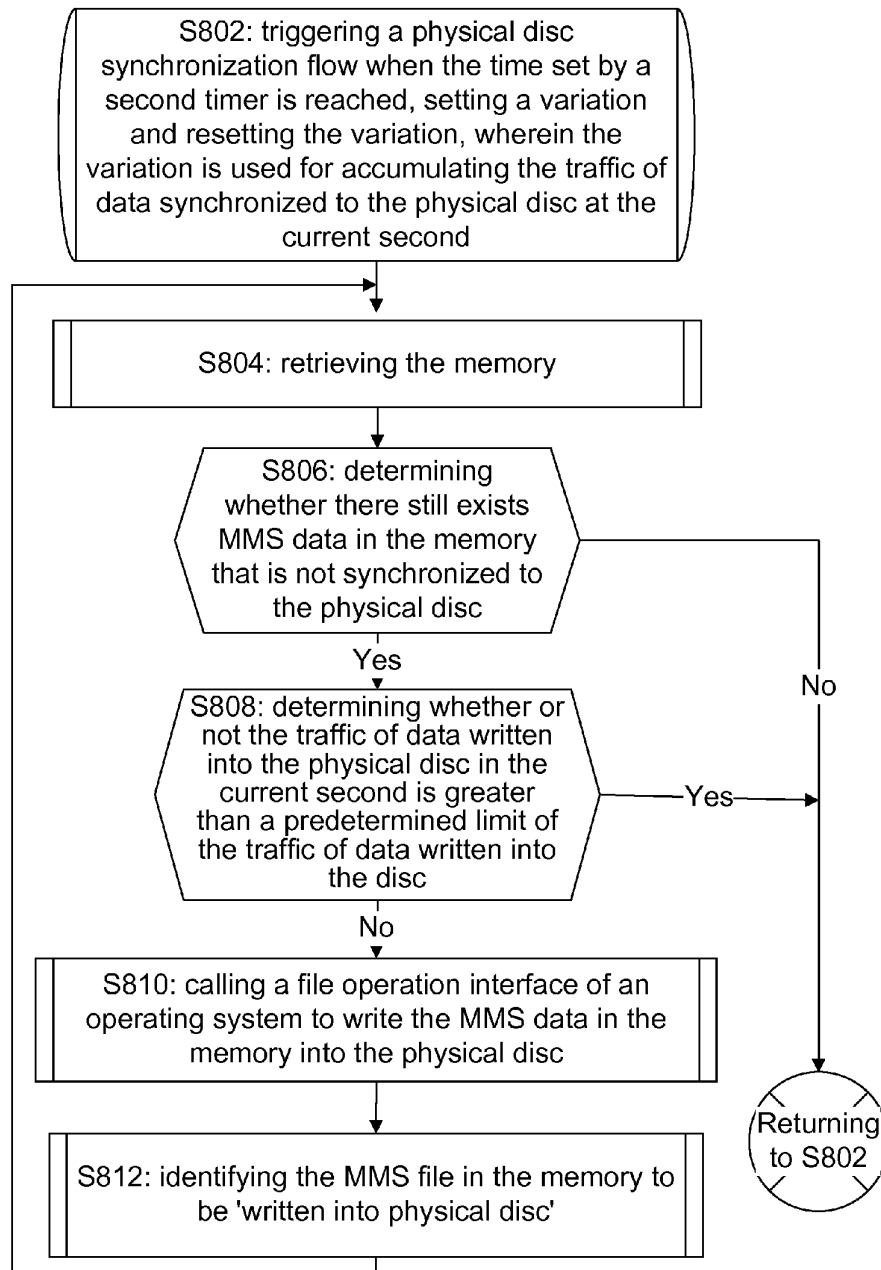 S802: triggering a physical disc
synchronization flow when the time set by a
second timer is reached, setting a variation
and resetting the variation, wherein the
variation is used for accumulating the traffic of
data synchronized to the physical disc at the
current second
S804: retrieving the memory
S806: determining
whether there still exists
MMS data in the memory
that is not synchronized to
the physical disc
Yes
No
S808: determining whether or
not the traffic of data written
into the physical disc in the
current second is greater
than a predetermined limit of
the traffic of data written into
the disc
Yes
No
S810: calling a file operation interface of an
operating system to write the MMS data in the
memory into the physical disc
Returning
to S802
S812: identifying the MMS file in the memory to
be 'written into physical disc'